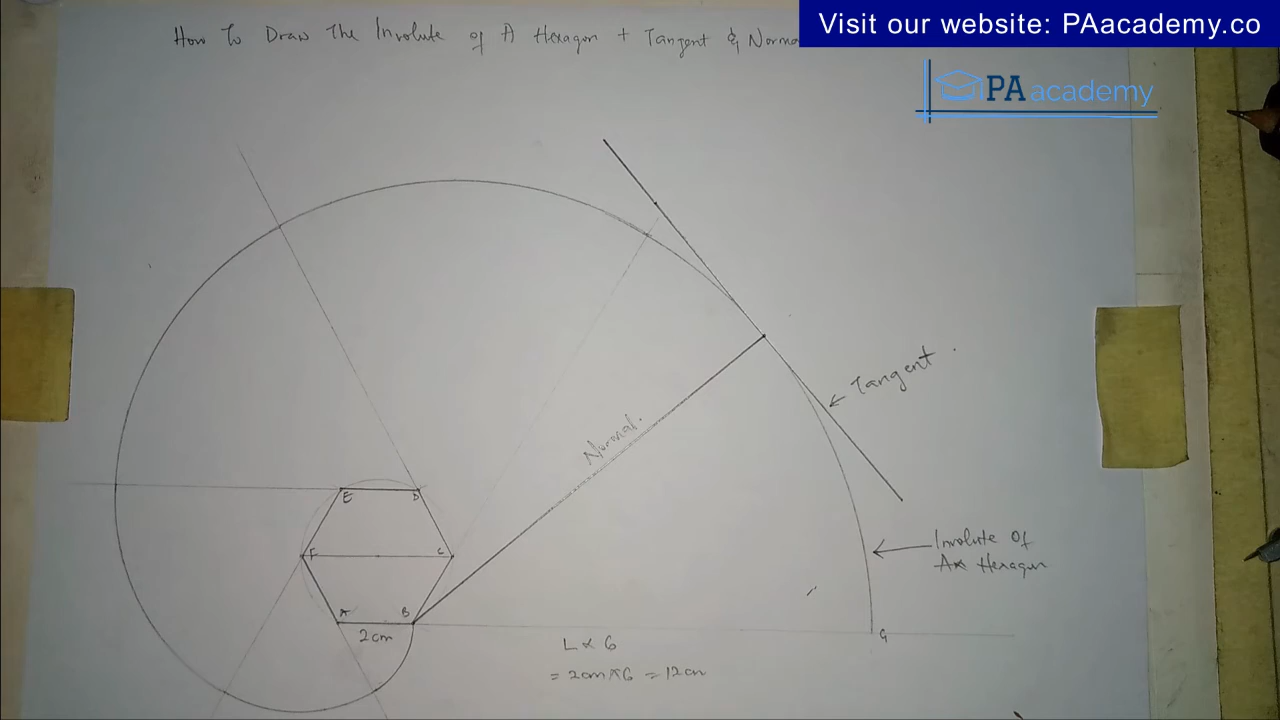 Visit our website: PAacademy.co
How To Draw The Involute of A Hexagon + Tangent & Norma
PA academy
Tangent.
Normal.
E D
F C
A B
2cm
Involute Of
Ax Hexagon
G
L x 6
= 2cm x 6 = 12cm